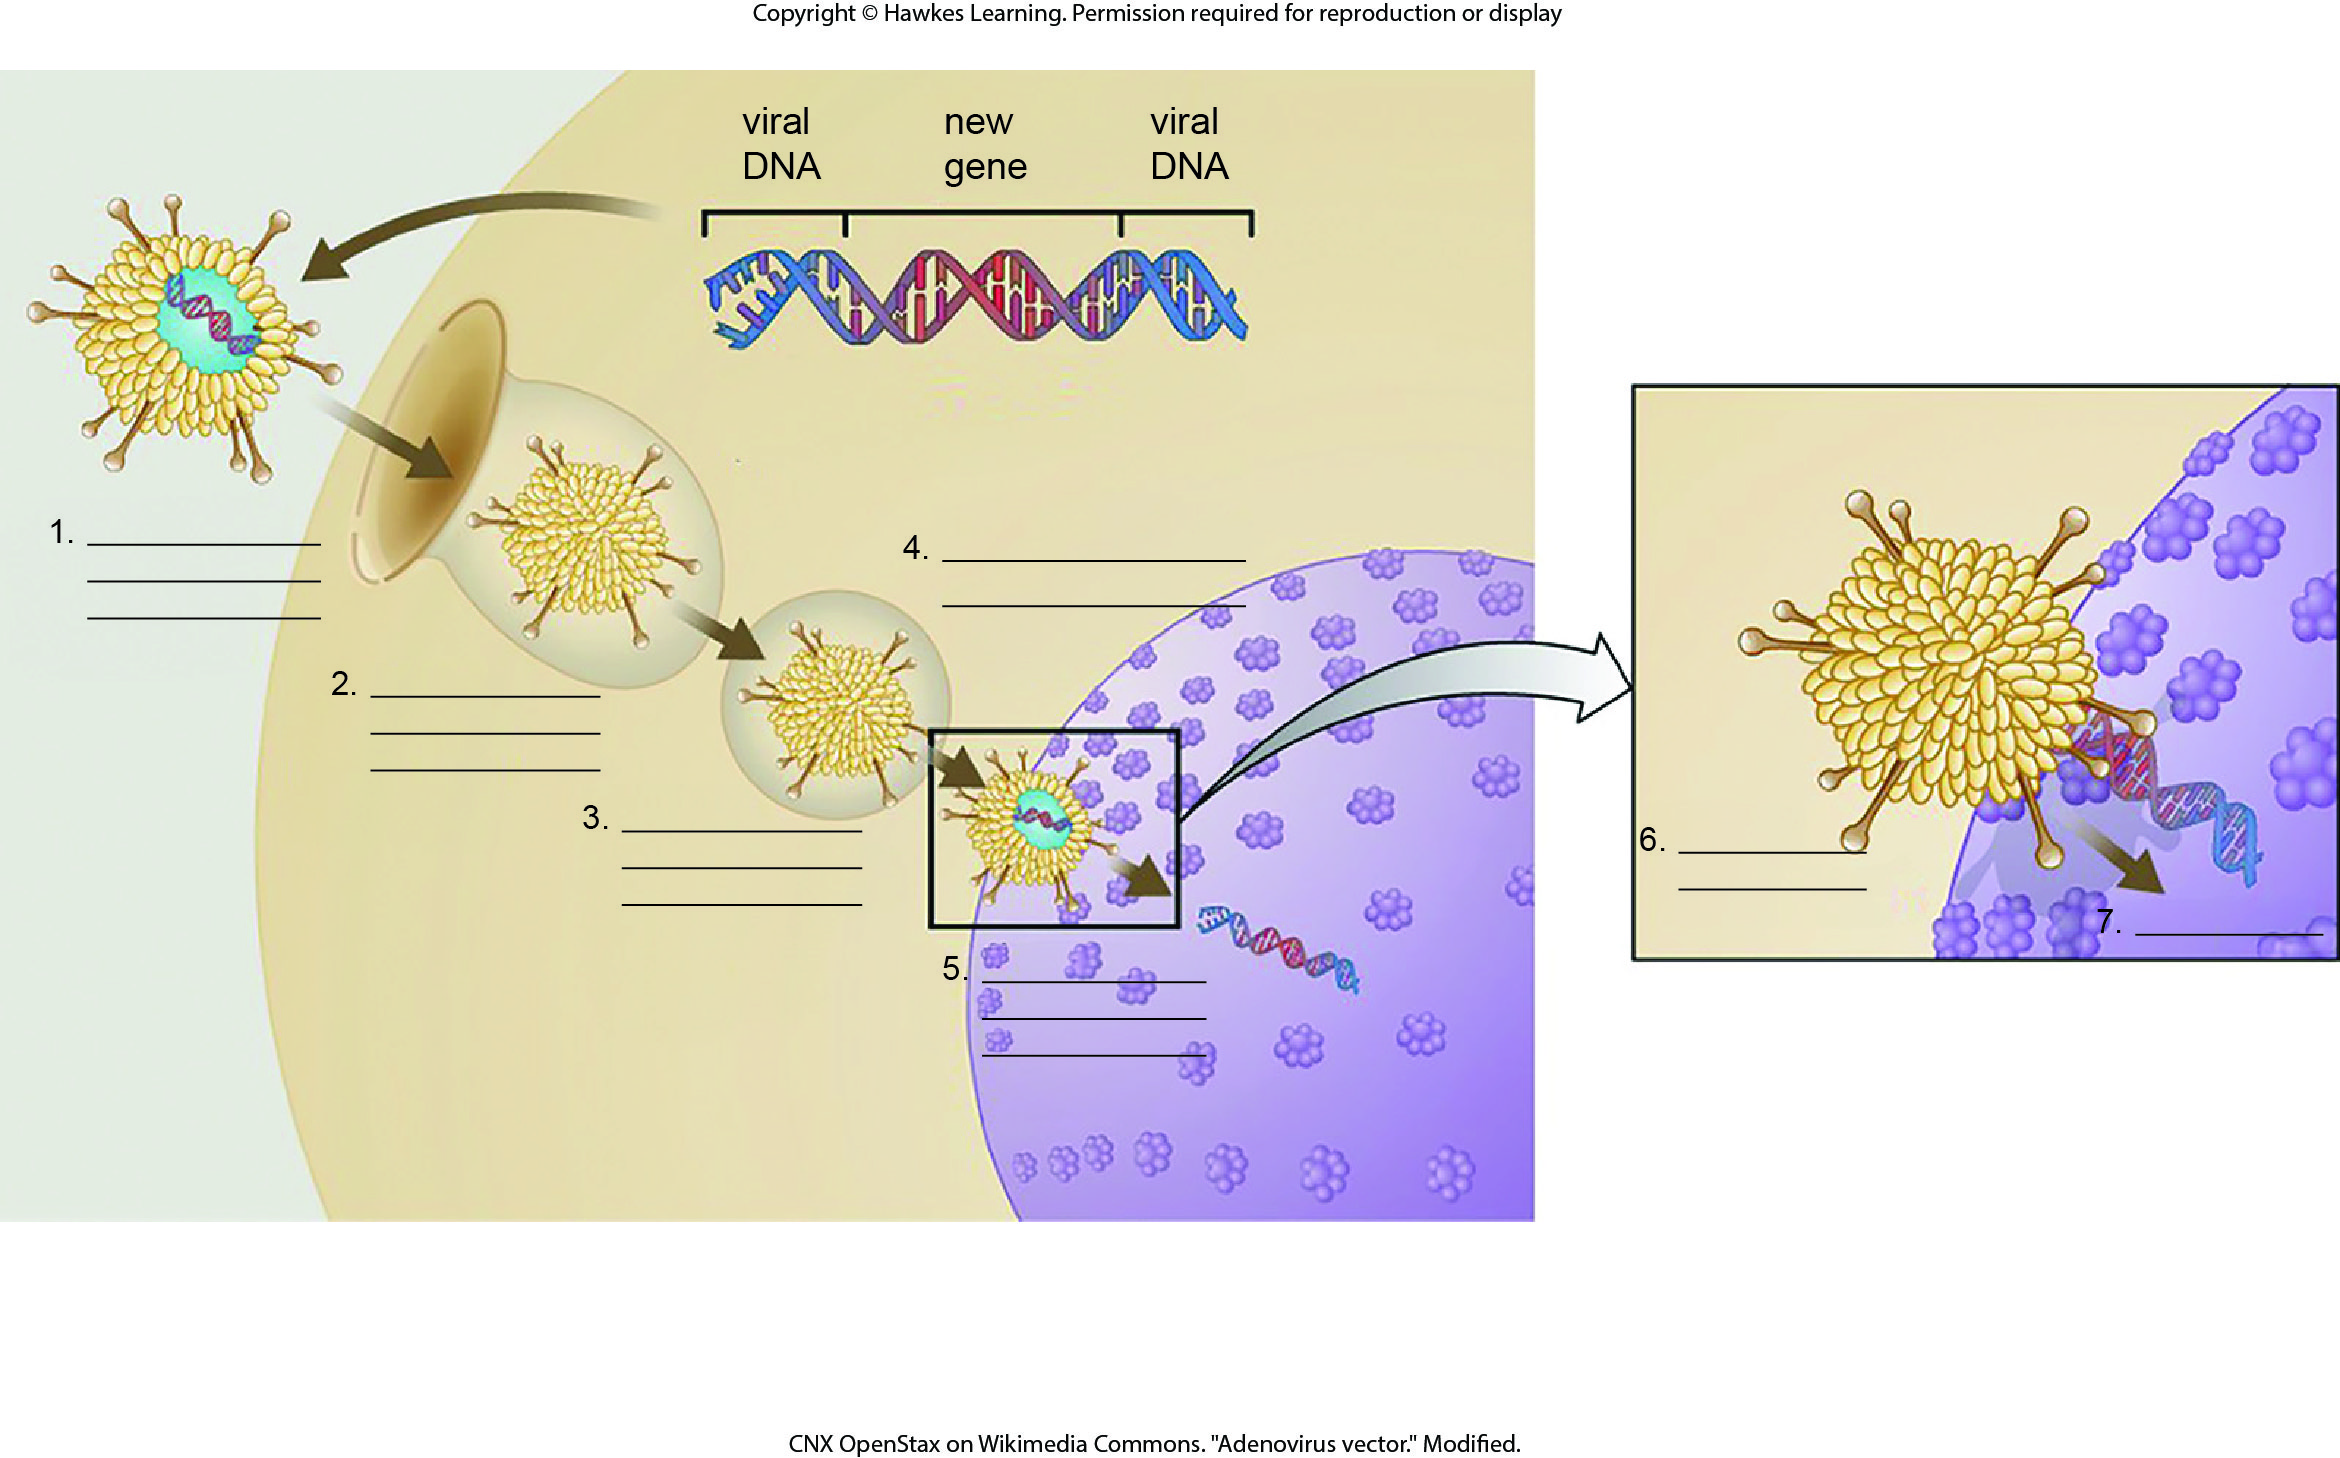 Copyright © Hawkes Learning. Permission required for reproduction or display
viral
DNA
new
gene
viral
DNA
1.
2.
3.
4.
5.
6.
7.
CNX OpenStax on Wikimedia Commons. "Adenovirus vector." Modified.